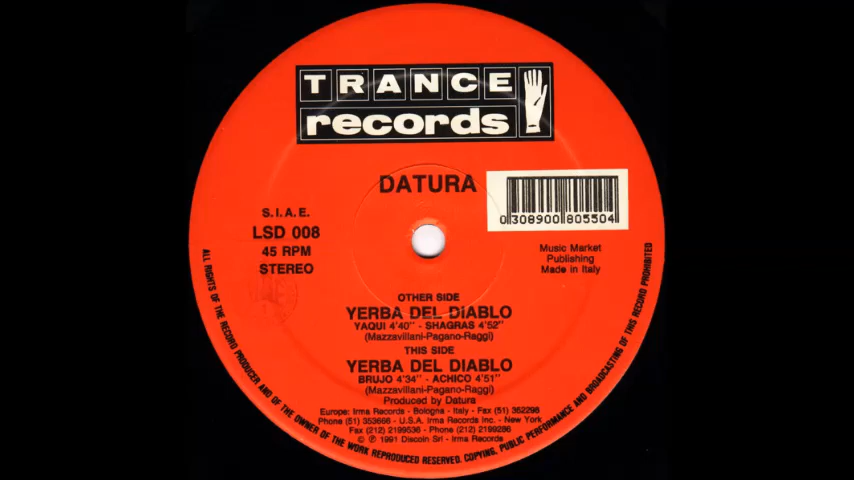 TRANCE
records
DATURA
0 308900 805504
S.I.A.E.
LSD 008
45 RPM
STEREO
Music Market
Publishing
Made in Italy
OTHER SIDE
YERBA DEL DIABLO
YAQUI 4'40'' - SHAGRAS 4'52''
(Mazzavillani-Pagano-Raggi)
THIS SIDE
YERBA DEL DIABLO
BRUJO 4'34'' - ACHICO 4'51''
(Mazzavillani-Pagano-Raggi)
Produced by Datura
Europe: Irma Records - Bologna - Italy - Fax (51) 352298
Phone (51) 353666 - U.S.A. Irma Records Inc. - New York
Fax (212) 2199536 - Phone (212) 2199286
© ℗ 1991 Discoin Srl - Irma Records
ALL RIGHTS OF THE RECORD PRODUCER AND OF THE OWNER OF THE WORK REPRODUCED RESERVED. COPYING, PUBLIC PERFORMANCE AND BROADCASTING OF THIS RECORD PROHIBITED